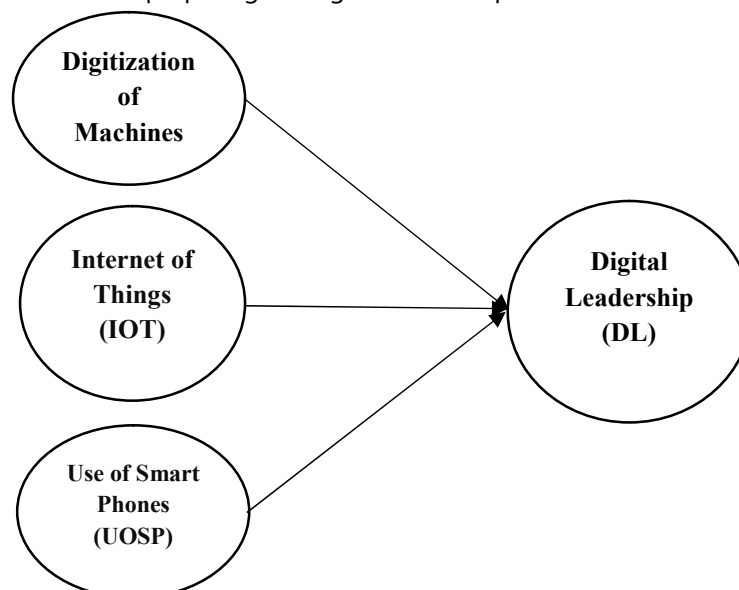 Digitization
of
Machines
Internet of
Things
(IOT)
Digital
Leadership
(DL)
Use of Smart
Phones
(UOSP)